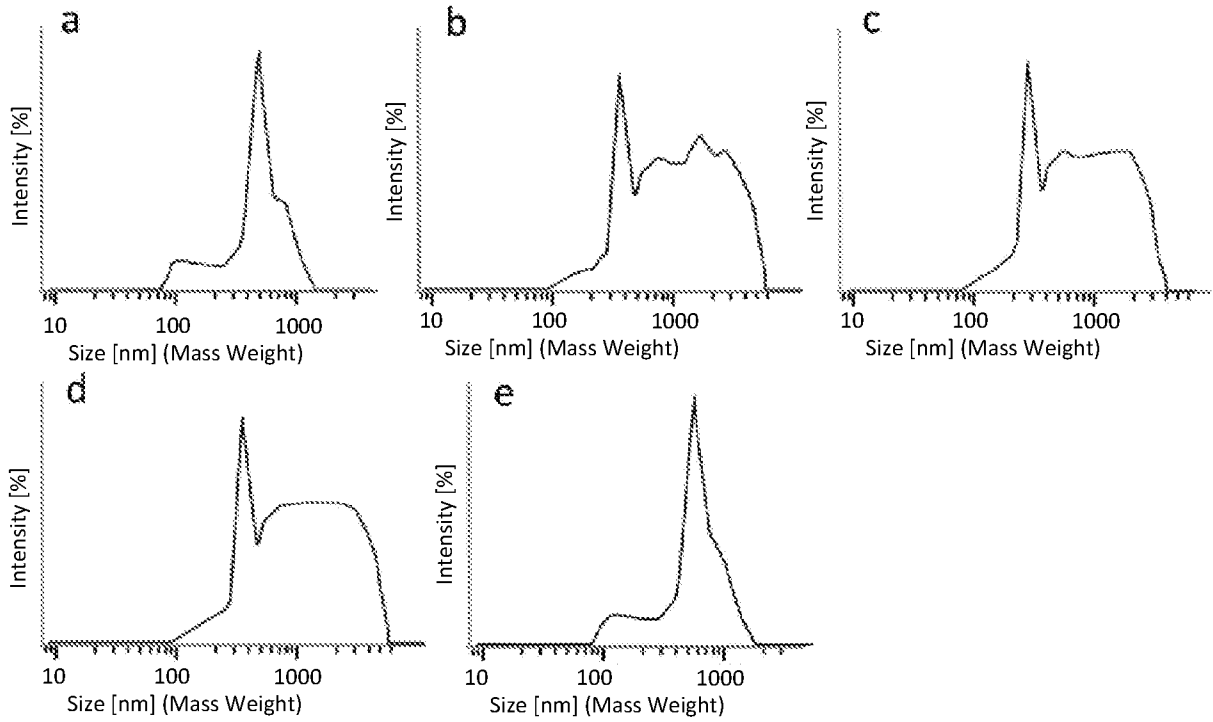 a
b
c
Intensity [%]
Intensity [%]
Intensity [%]
10 100 1000
10 100 1000
10 100 1000
Size [nm] (Mass Weight)
Size [nm] (Mass Weight)
Size [nm] (Mass Weight)
d
e
Intensity [%]
Intensity [%]
10 100 1000
10 100 1000
Size [nm] (Mass Weight)
Size [nm] (Mass Weight)